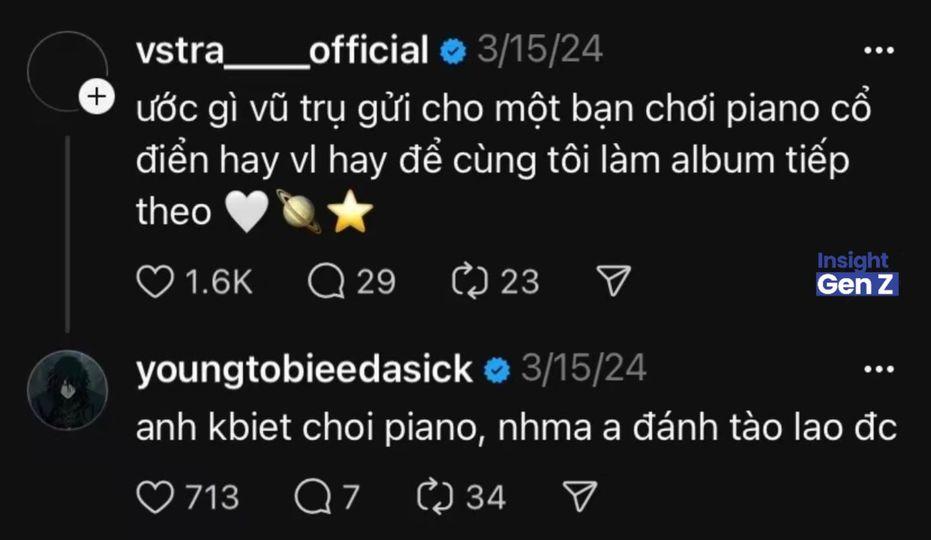 vstra_____official 3/15/24
ước gì vũ trụ gửi cho một bạn chơi piano cổ
điển hay vl hay để cùng tôi làm album tiếp
theo 🤍🪐⭐
1.6K 29 23
Insight
Gen Z
youngtobieedasick 3/15/24
anh kbiet choi piano, nhma a đánh tào lao đc
713 7 34